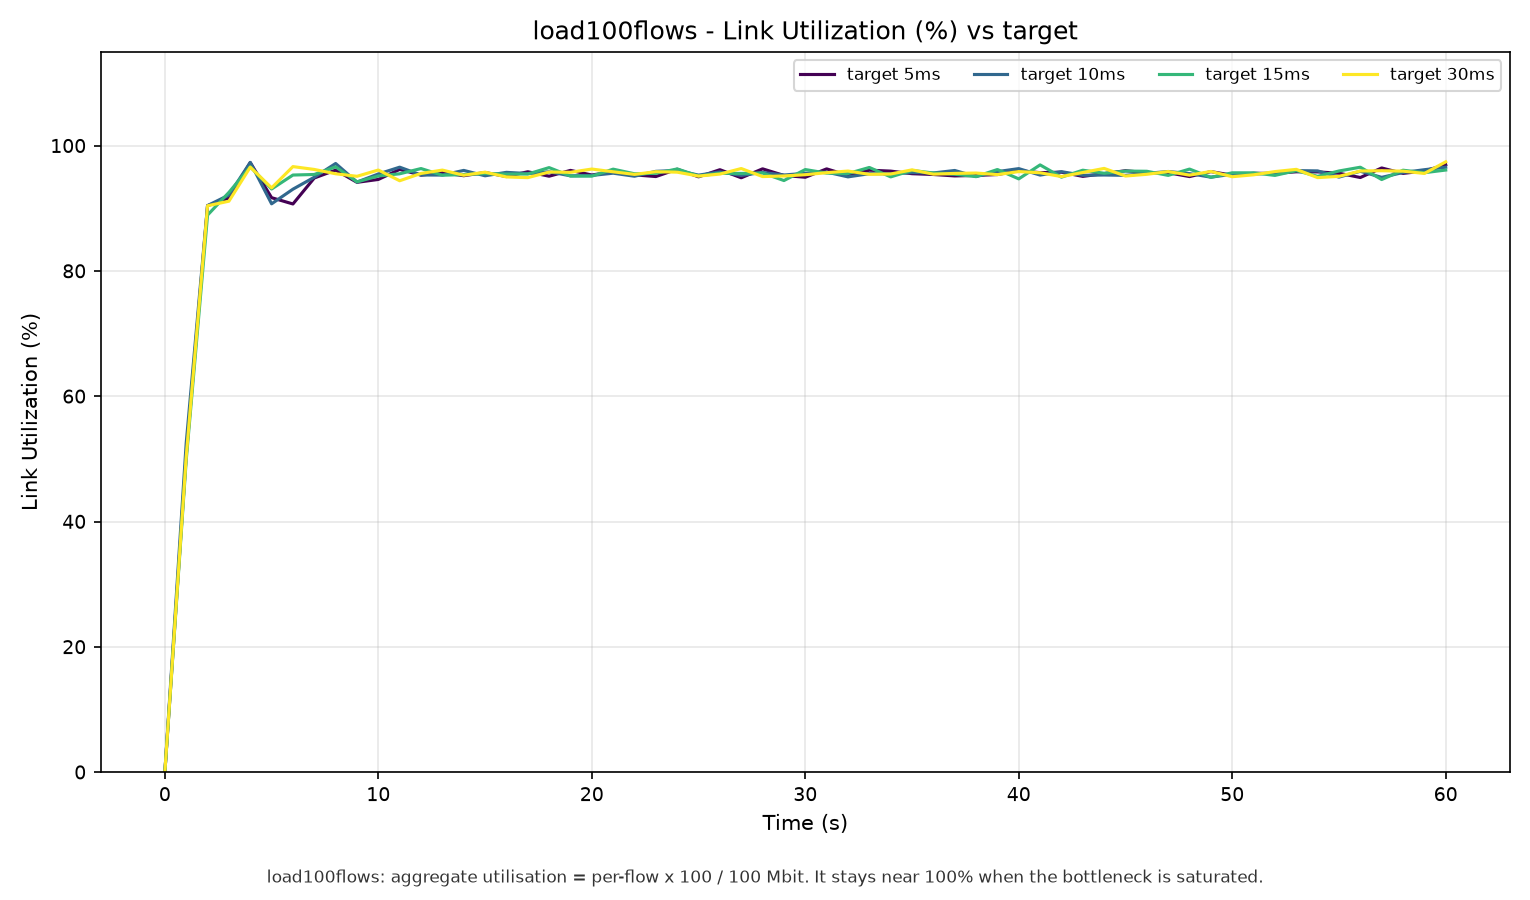 load100flows - Link Utilization (%) vs target
target 5ms
target 10ms
target 15ms
target 30ms
Link Utilization (%)
100
80
60
40
20
0
0
10
20
30
40
50
60
Time (s)
load100flows: aggregate utilisation = per-flow x 100 / 100 Mbit. It stays near 100% when the bottleneck is saturated.